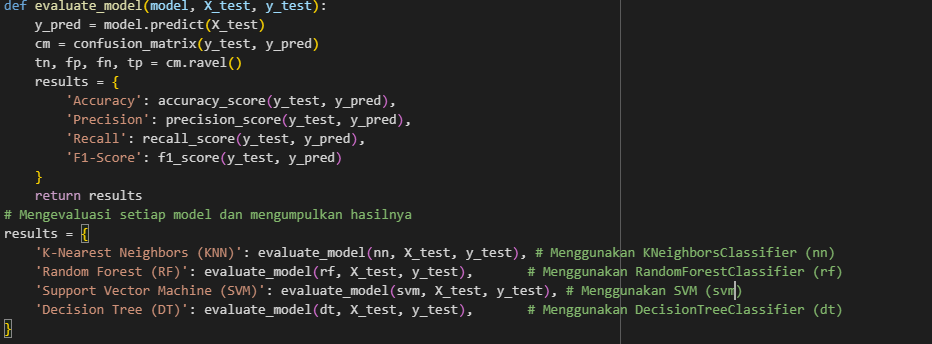 def evaluate_model(model, X_test, y_test):
    y_pred = model.predict(X_test)
    cm = confusion_matrix(y_test, y_pred)
    tn, fp, fn, tp = cm.ravel()
    results = {
        'Accuracy': accuracy_score(y_test, y_pred),
        'Precision': precision_score(y_test, y_pred),
        'Recall': recall_score(y_test, y_pred),
        'F1-Score': f1_score(y_test, y_pred)
    }
    return results
# Mengevaluasi setiap model dan mengumpulkan hasilnya
results = {
    'K-Nearest Neighbors (KNN)': evaluate_model(nn, X_test, y_test), # Menggunakan KNeighborsClassifier (nn)
    'Random Forest (RF)': evaluate_model(rf, X_test, y_test),       # Menggunakan RandomForestClassifier (rf)
    'Support Vector Machine (SVM)': evaluate_model(svm, X_test, y_test), # Menggunakan SVM (svm)
    'Decision Tree (DT)': evaluate_model(dt, X_test, y_test),       # Menggunakan DecisionTreeClassifier (dt)
}